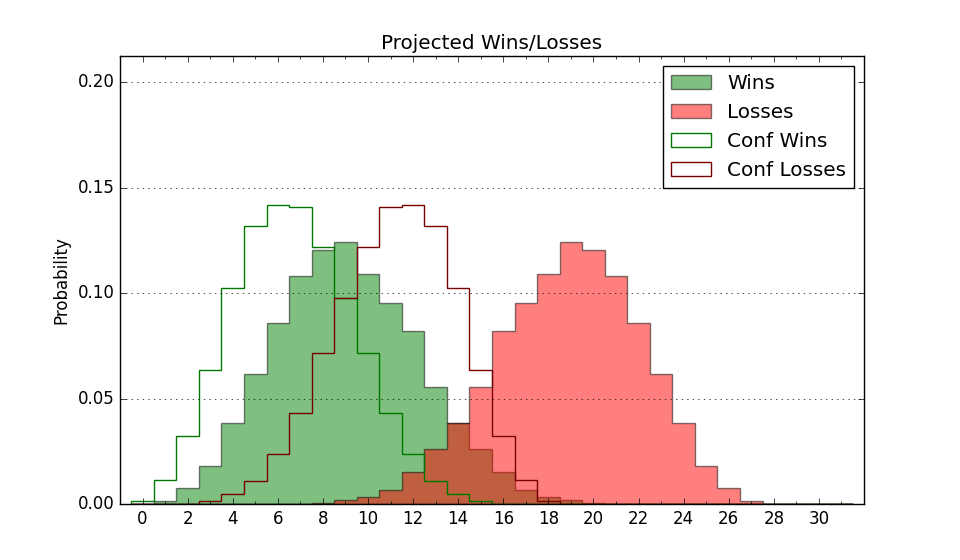 Projected Wins/Losses
0.20
0.15
0.10
0.05
0.00
Probability
Wins
Losses
Conf Wins
Conf Losses
0 2 4 6 8 10 12 14 16 18 20 22 24 26 28 30